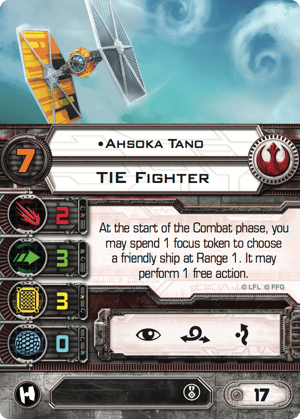 •Ahsoka Tano
7
TIE Fighter
2
At the start of the Combat phase, you
may spend 1 focus token to choose
a friendly ship at Range 1. It may
perform 1 free action.
3
© LFL © FFG
3
0
17